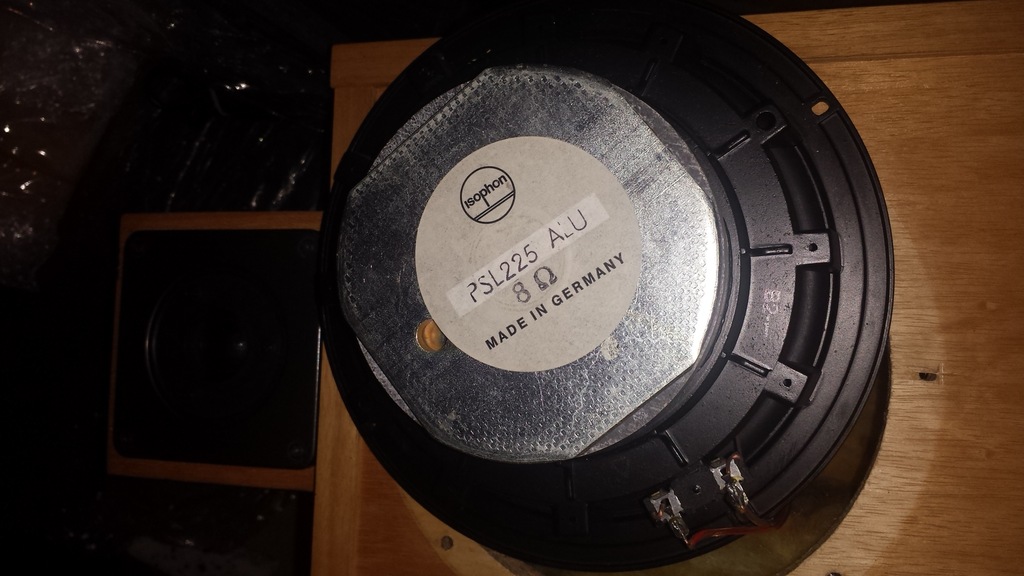 isophon
PSL225 ALU
8 Ω
MADE IN GERMANY